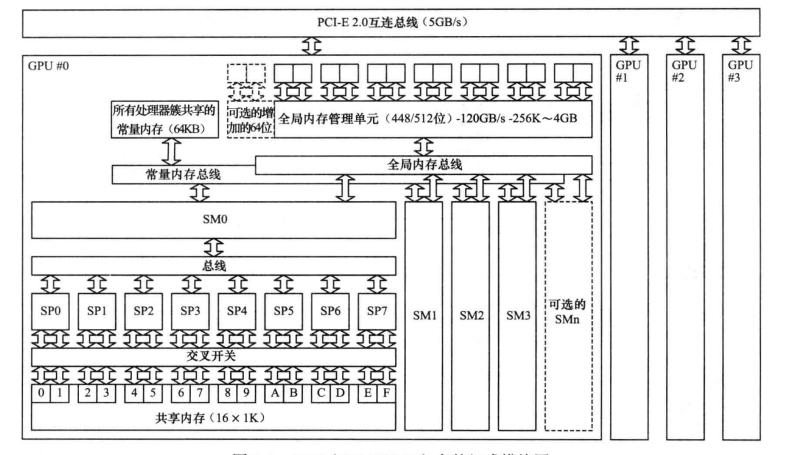 PCI-E 2.0互连总线（5GB/s）
GPU #0
GPU
#1
GPU
#2
GPU
#3
所有处理器簇共享的
常量内存（64KB）
可选的增
加的64位
全局内存管理单元（448/512位）-120GB/s -256K～4GB
全局内存总线
常量内存总线
SM0
总线
SP0 SP1 SP2 SP3 SP4 SP5 SP6 SP7
SM1 SM2 SM3
可选的
SMn
交叉开关
0 1 2 3 4 5 6 7 8 9 A B C D E F
共享内存（16×1K）